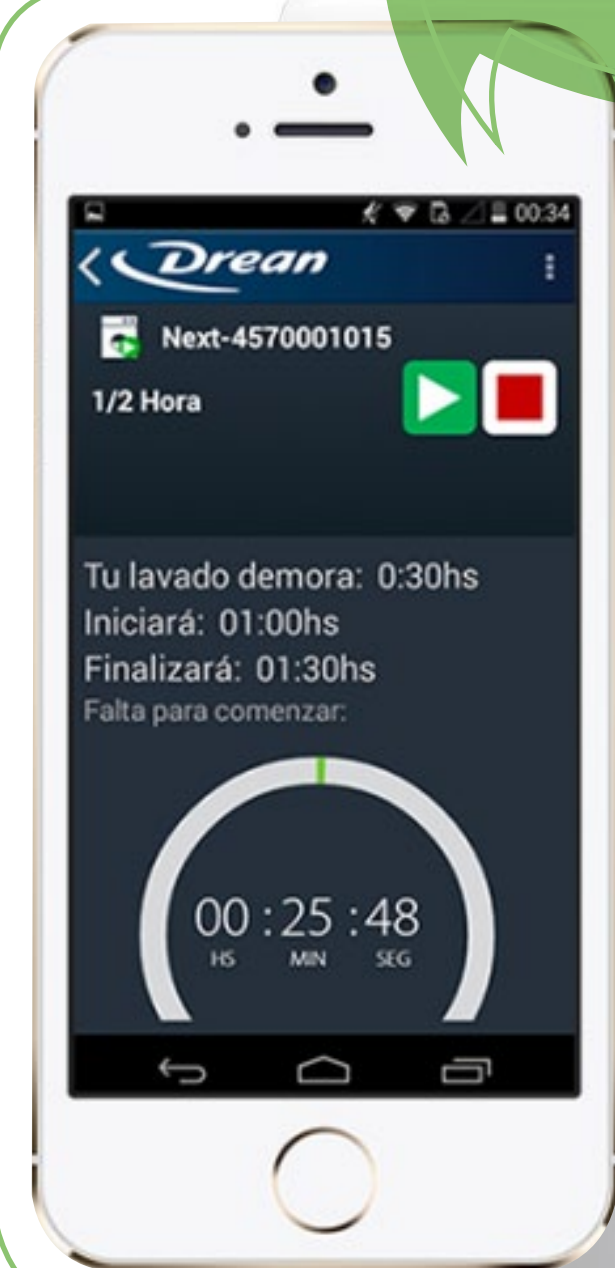 00:34
Drean
Next-4570001015
1/2 Hora
Tu lavado demora: 0:30hs
Iniciará: 01:00hs
Finalizará: 01:30hs
Falta para comenzar:
00 : 25 : 48
HS MIN SEG